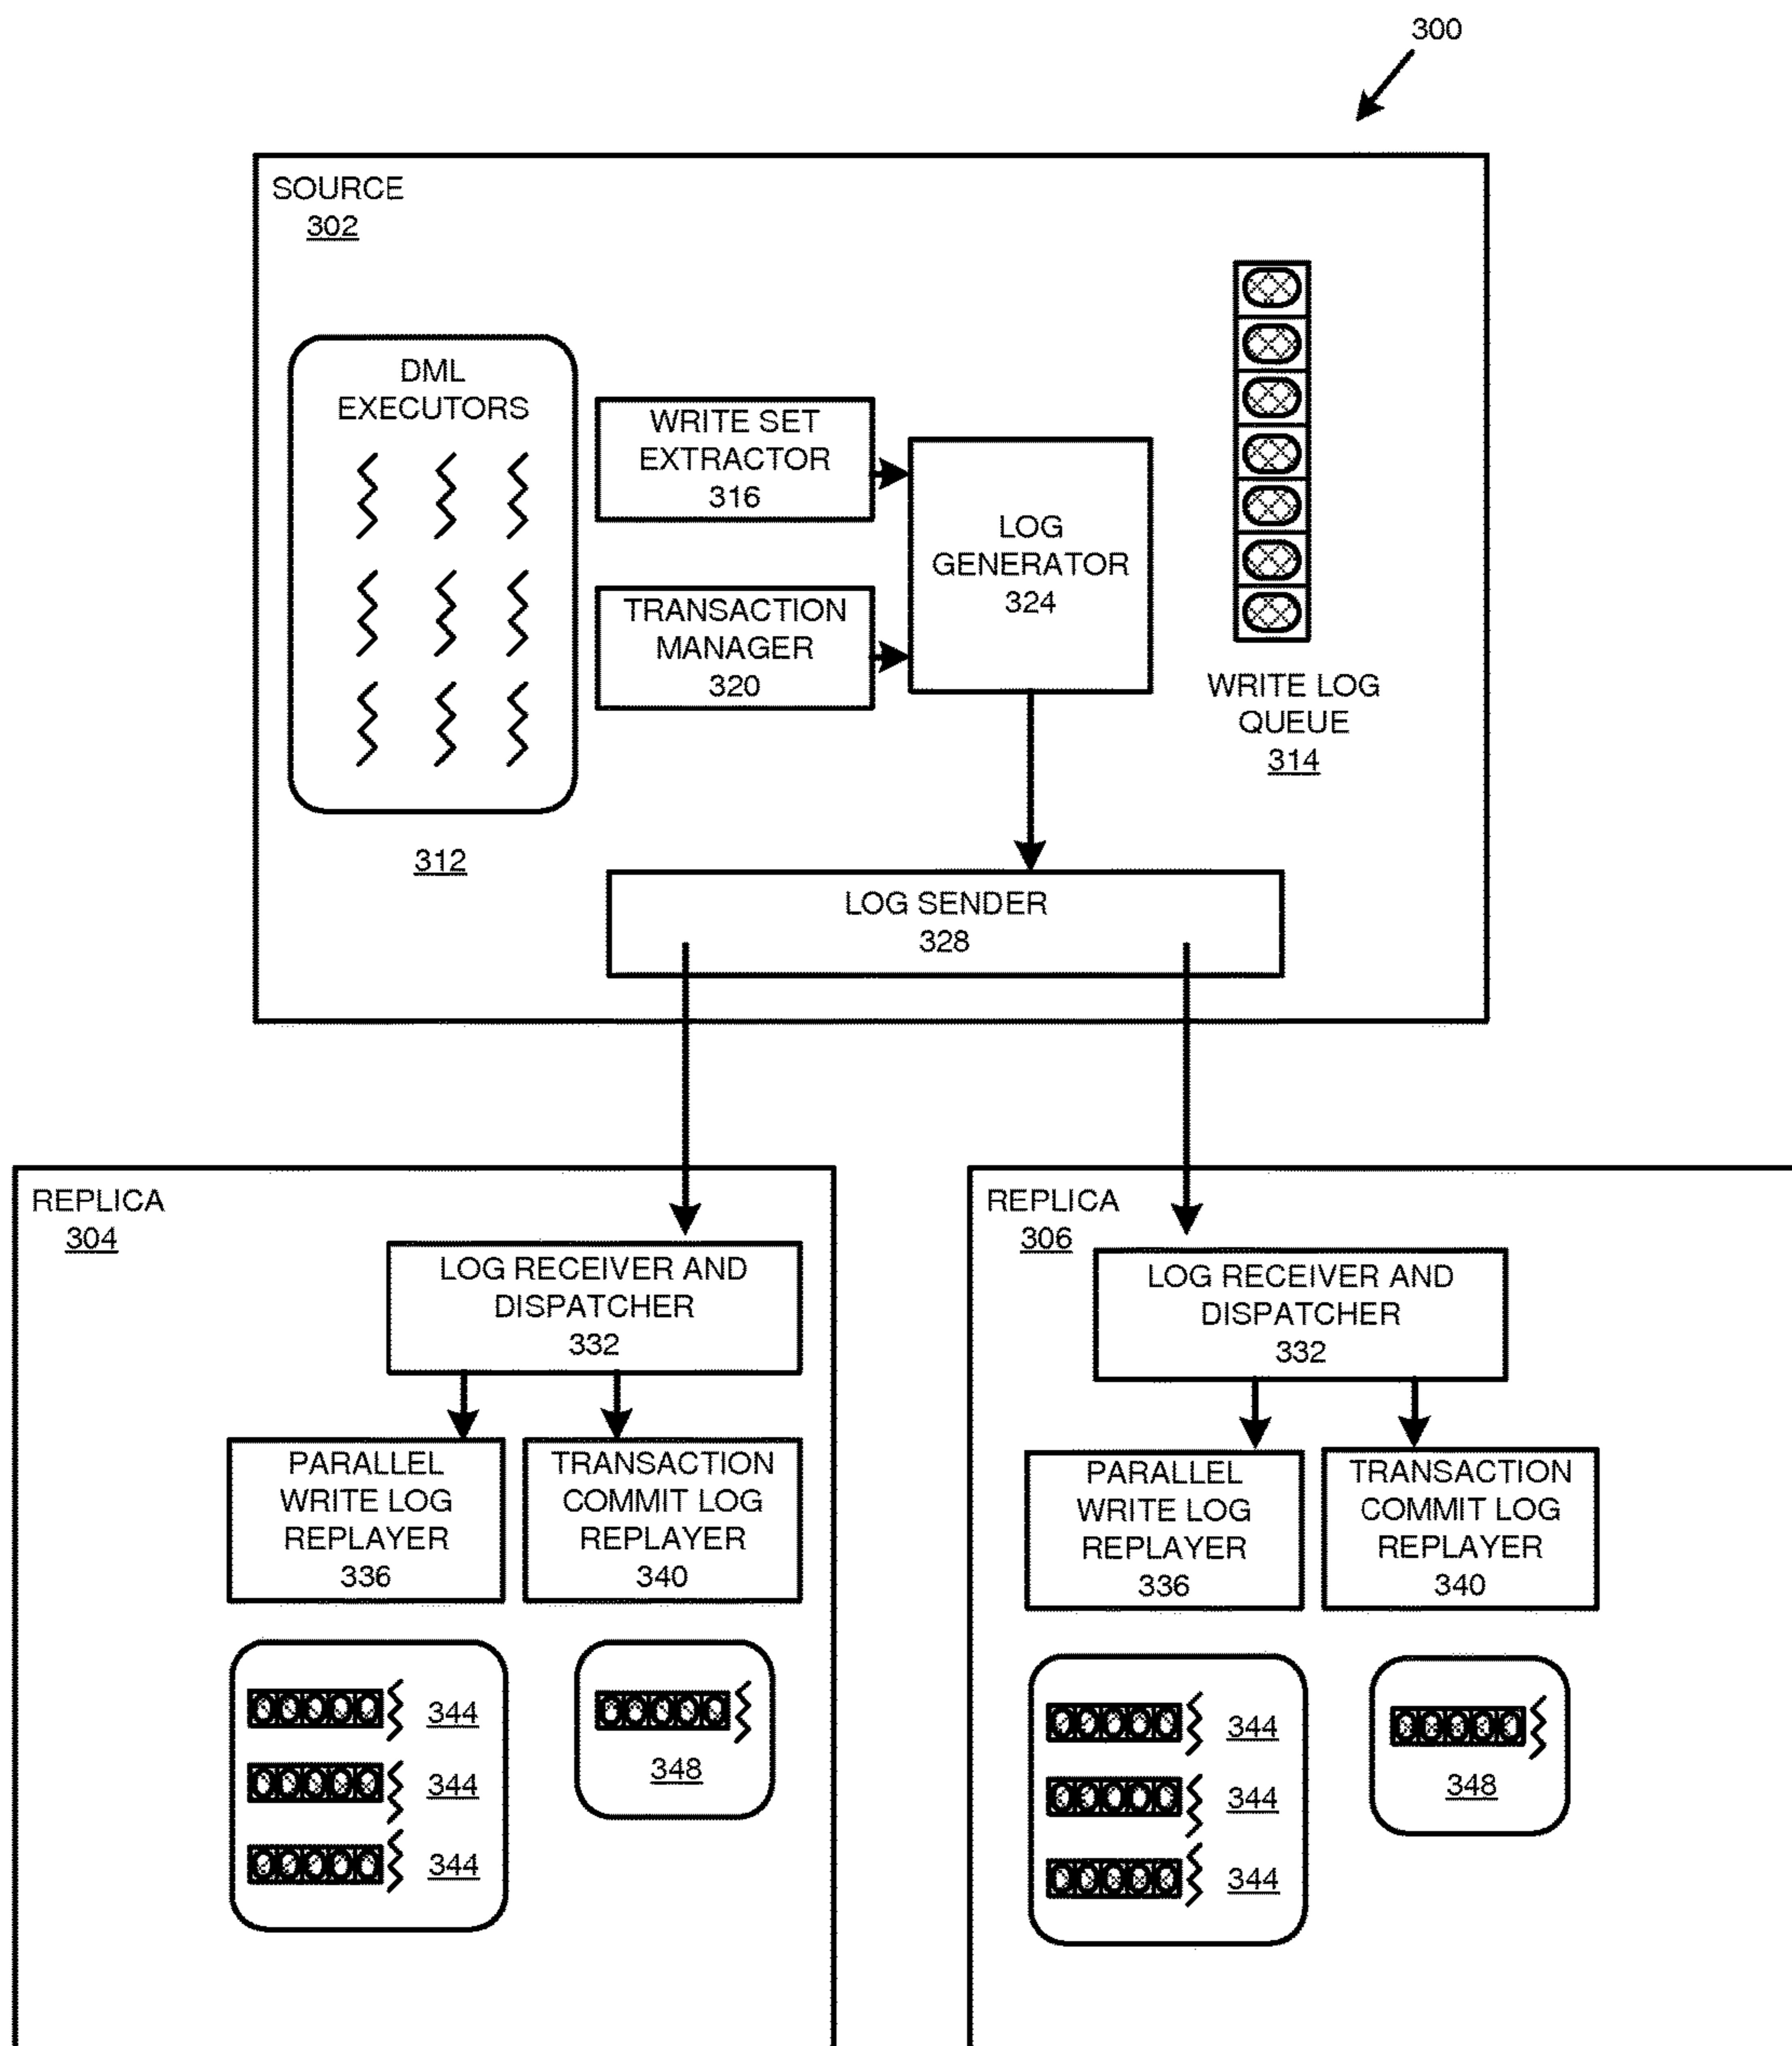 300
SOURCE
302
DML
EXECUTORS
312
WRITE SET
EXTRACTOR
316
TRANSACTION
MANAGER
320
LOG
GENERATOR
324
WRITE LOG
QUEUE
314
LOG SENDER
328
REPLICA
304
LOG RECEIVER AND
DISPATCHER
332
PARALLEL
WRITE LOG
REPLAYER
336
TRANSACTION
COMMIT LOG
REPLAYER
340
344
344
344
348
REPLICA
306
LOG RECEIVER AND
DISPATCHER
332
PARALLEL
WRITE LOG
REPLAYER
336
TRANSACTION
COMMIT LOG
REPLAYER
340
344
344
344
348